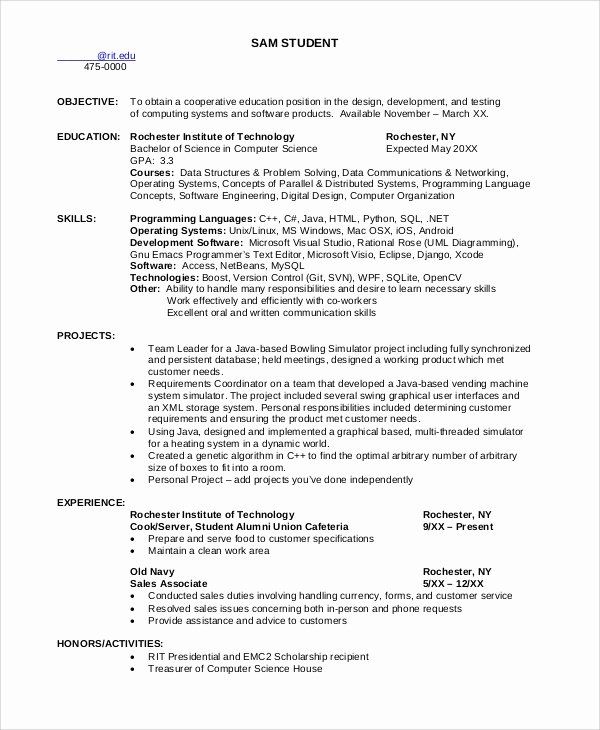 SAM STUDENT
@rit.edu
475-0000
OBJECTIVE: To obtain a cooperative education position in the design, development, and testing
of computing systems and software products. Available November – March XX.
EDUCATION: Rochester Institute of Technology Rochester, NY
Bachelor of Science in Computer Science Expected May 20XX
GPA: 3.3
Courses: Data Structures & Problem Solving, Data Communications & Networking,
Operating Systems, Concepts of Parallel & Distributed Systems, Programming Language
Concepts, Software Engineering, Digital Design, Computer Organization
SKILLS: Programming Languages: C++, C#, Java, HTML, Python, SQL, .NET
Operating Systems: Unix/Linux, MS Windows, Mac OSX, iOS, Android
Development Software: Microsoft Visual Studio, Rational Rose (UML Diagramming),
Gnu Emacs Programmer's Text Editor, Microsoft Visio, Eclipse, Django, Xcode
Software: Access, NetBeans, MySQL
Technologies: Boost, Version Control (Git, SVN), WPF, SQLite, OpenCV
Other: Ability to handle many responsibilities and desire to learn necessary skills
Work effectively and efficiently with co-workers
Excellent oral and written communication skills
PROJECTS:
• Team Leader for a Java-based Bowling Simulator project including fully synchronized
and persistent database; held meetings, designed a working product which met
customer needs.
• Requirements Coordinator on a team that developed a Java-based vending machine
system simulator. The project included several swing graphical user interfaces and
an XML storage system. Personal responsibilities included determining customer
requirements and ensuring the product met customer needs.
• Using Java, designed and implemented a graphical based, multi-threaded simulator
for a heating system in a dynamic world.
• Created a genetic algorithm in C++ to find the optimal arbitrary number of arbitrary
size of boxes to fit into a room.
• Personal Project – add projects you've done independently
EXPERIENCE:
Rochester Institute of Technology Rochester, NY
Cook/Server, Student Alumni Union Cafeteria 9/XX – Present
• Prepare and serve food to customer specifications
• Maintain a clean work area
Old Navy Rochester, NY
Sales Associate 5/XX – 12/XX
• Conducted sales duties involving handling currency, forms, and customer service
• Resolved sales issues concerning both in-person and phone requests
• Provide assistance and advice to customers
HONORS/ACTIVITIES:
• RIT Presidential and EMC2 Scholarship recipient
• Treasurer of Computer Science House